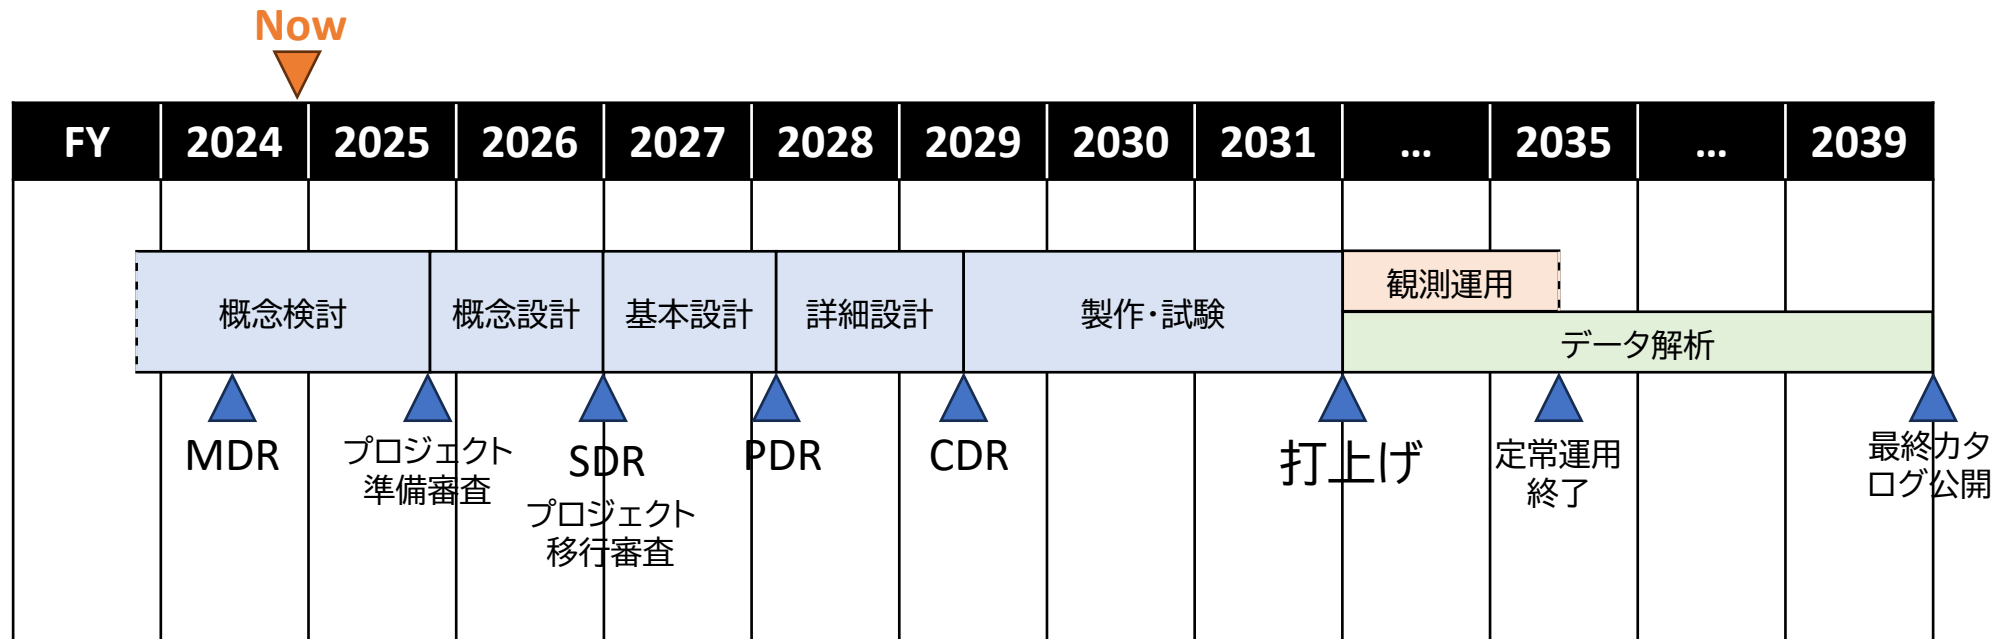 Now
FY 2024 2025 2026 2027 2028 2029 2030 2031 ... 2035 ... 2039
概念検討 概念設計 基本設計 詳細設計 製作・試験 観測運用
データ解析
MDR
プロジェクト
準備審査
SDR
プロジェクト
移行審査
PDR
CDR
打上げ
定常運用
終了
最終カタ
ログ公開